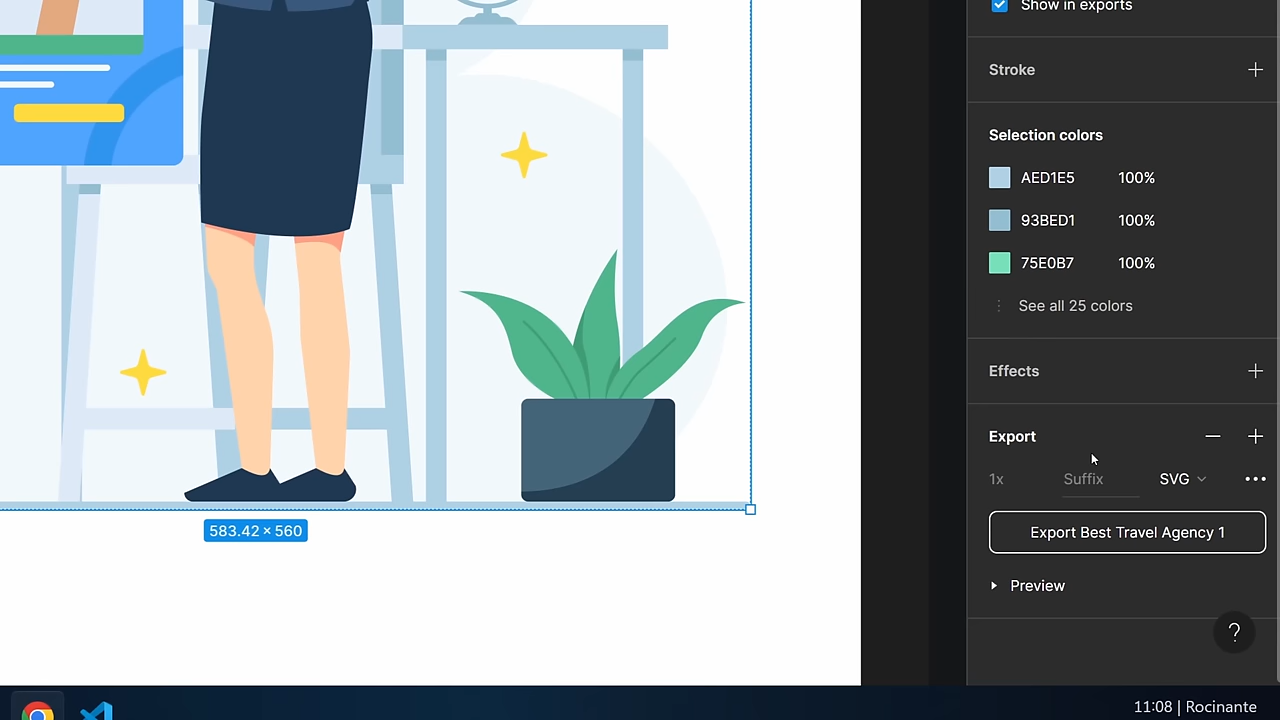 Show in exports
Stroke
Selection colors
AED1E5 100%
93BED1 100%
75E0B7 100%
See all 25 colors
Effects
Export
1x Suffix SVG
583.42 × 560
Export Best Travel Agency 1
Preview
?
11:08 | Rocinante